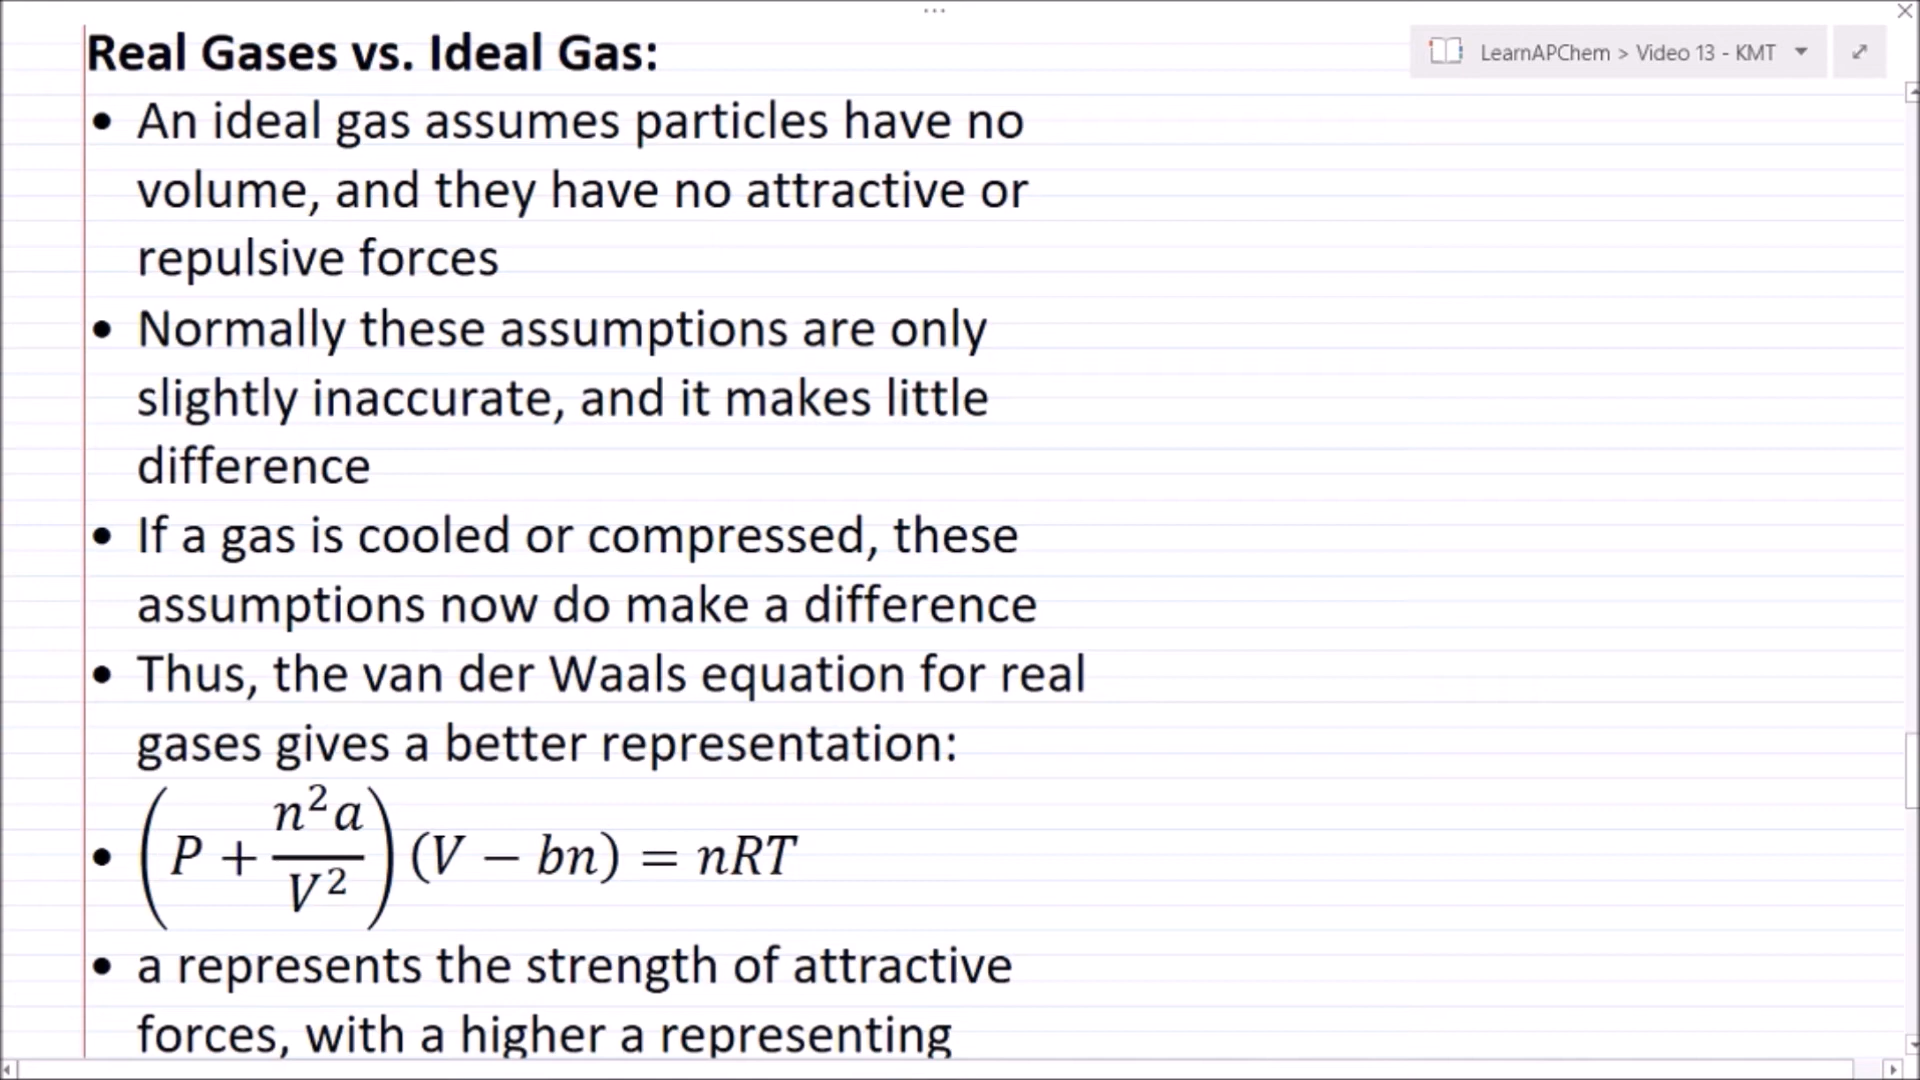 ...
Real Gases vs. Ideal Gas:
LearnAPChem > Video 13 - KMT
• An ideal gas assumes particles have no
volume, and they have no attractive or
repulsive forces
• Normally these assumptions are only
slightly inaccurate, and it makes little
difference
• If a gas is cooled or compressed, these
assumptions now do make a difference
• Thus, the van der Waals equation for real
gases gives a better representation:
• (P + n²a/V²)(V − bn) = nRT
• a represents the strength of attractive
forces, with a higher a representing